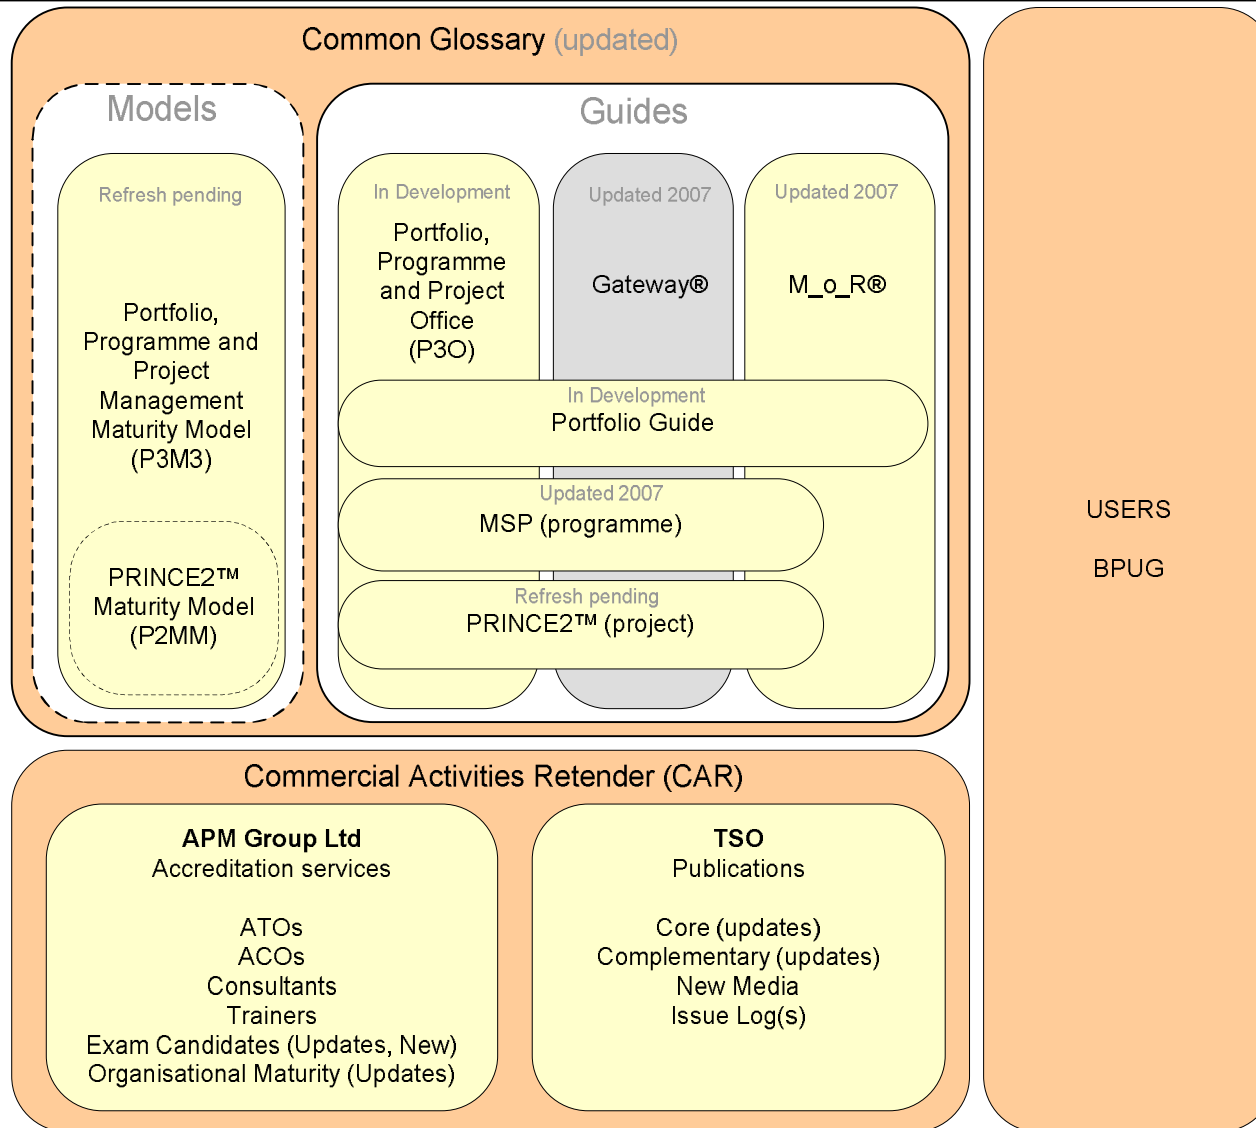 Common Glossary (updated)
Models
Refresh pending
Portfolio,
Programme and
Project
Management
Maturity Model
(P3M3)
PRINCE2™
Maturity Model
(P2MM)
Guides
In Development
Portfolio,
Programme
and Project
Office
(P3O)
Updated 2007
Gateway®
Updated 2007
M_o_R®
In Development
Portfolio Guide
Updated 2007
MSP (programme)
Refresh pending
PRINCE2™ (project)
Commercial Activities Retender (CAR)
APM Group Ltd
Accreditation services
ATOs
ACOs
Consultants
Trainers
Exam Candidates (Updates, New)
Organisational Maturity (Updates)
TSO
Publications
Core (updates)
Complementary (updates)
New Media
Issue Log(s)
USERS
BPUG